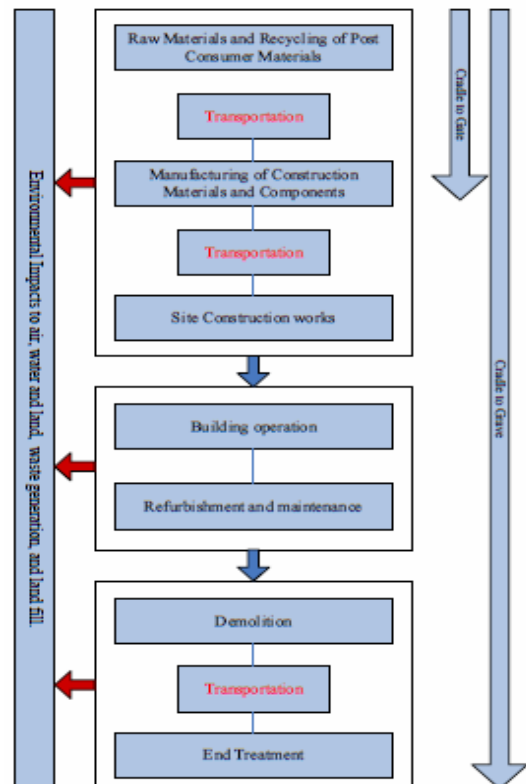 Raw Materials and Recycling of Post
Consumer Materials
Transportation
Manufacturing of Construction
Materials and Components
Transportation
Site Construction works
Building operation
Refurbishment and maintenance
Demolition
Transportation
End Treatment
Environmental Impacts to air, water and land, waste generation, and land fill.
Cradle to Gate
Cradle to Grave